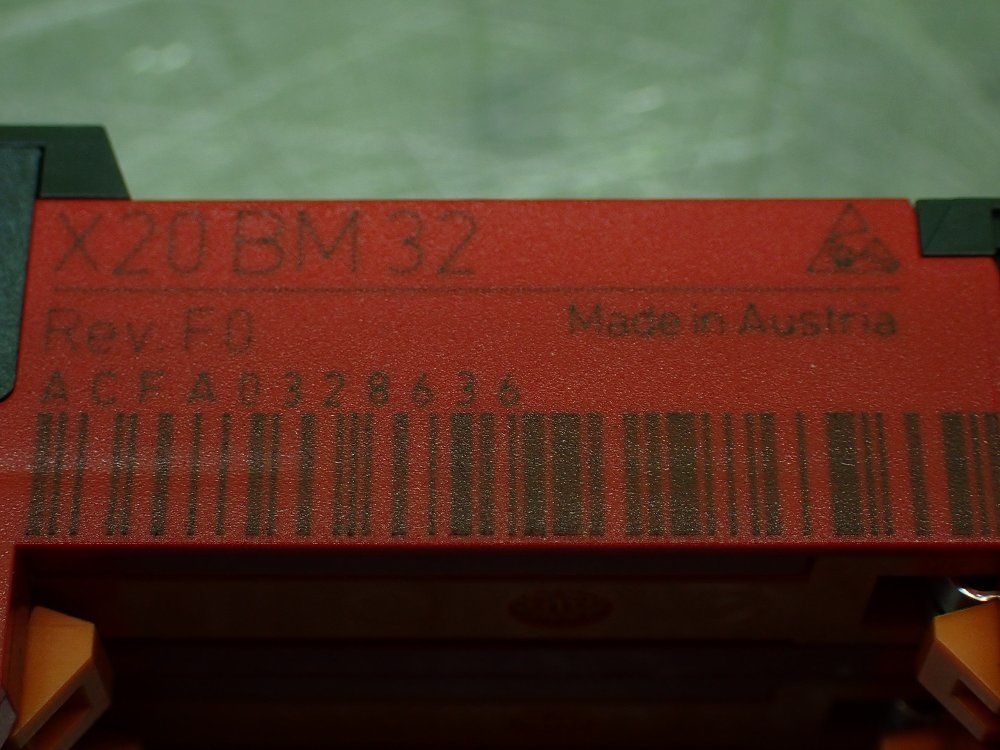 X20 BM 32
Rev. F0
Made in Austria
ACFA0328636